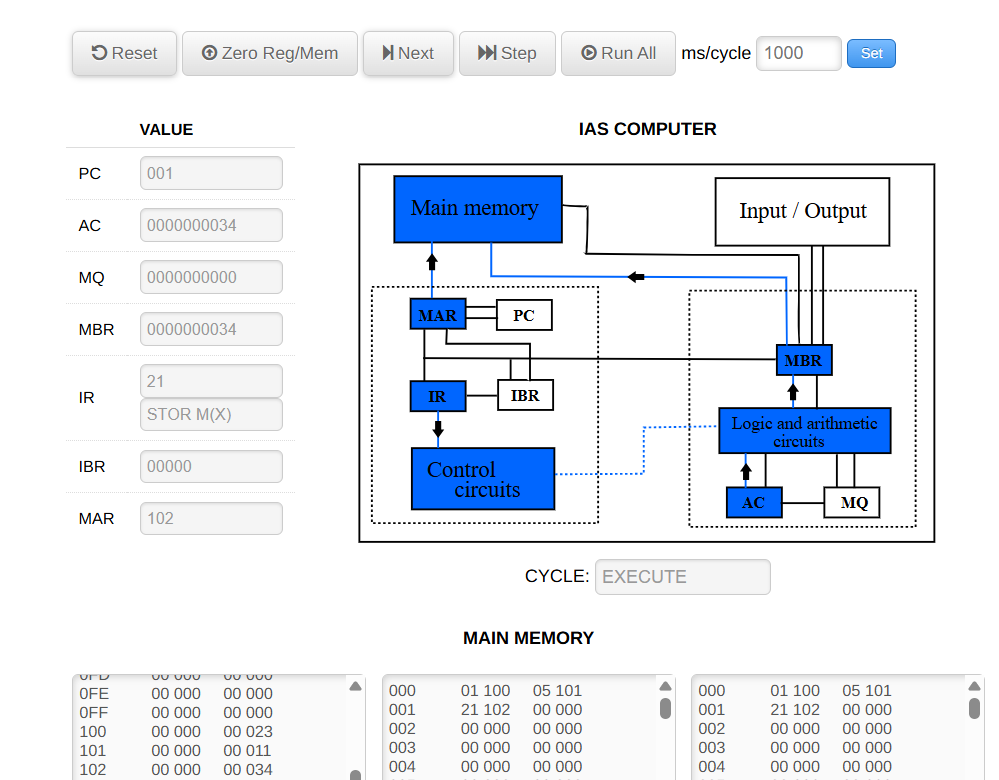 Reset Zero Reg/Mem Next Step Run All ms/cycle 1000 Set
VALUE
PC 001
AC 0000000034
MQ 0000000000
MBR 0000000034
IR 21
STOR M(X)
IBR 00000
MAR 102
IAS COMPUTER
Main memory
Input / Output
MAR
PC
MBR
IR
IBR
Logic and arithmetic
circuits
Control
circuits
AC
MQ
CYCLE: EXECUTE
MAIN MEMORY
0FD 00 000 00 000
0FE 00 000 00 000
0FF 00 000 00 000
100 00 000 00 023
101 00 000 00 011
102 00 000 00 034
000 01 100 05 101
001 21 102 00 000
002 00 000 00 000
003 00 000 00 000
004 00 000 00 000
000 01 100 05 101
001 21 102 00 000
002 00 000 00 000
003 00 000 00 000
004 00 000 00 000